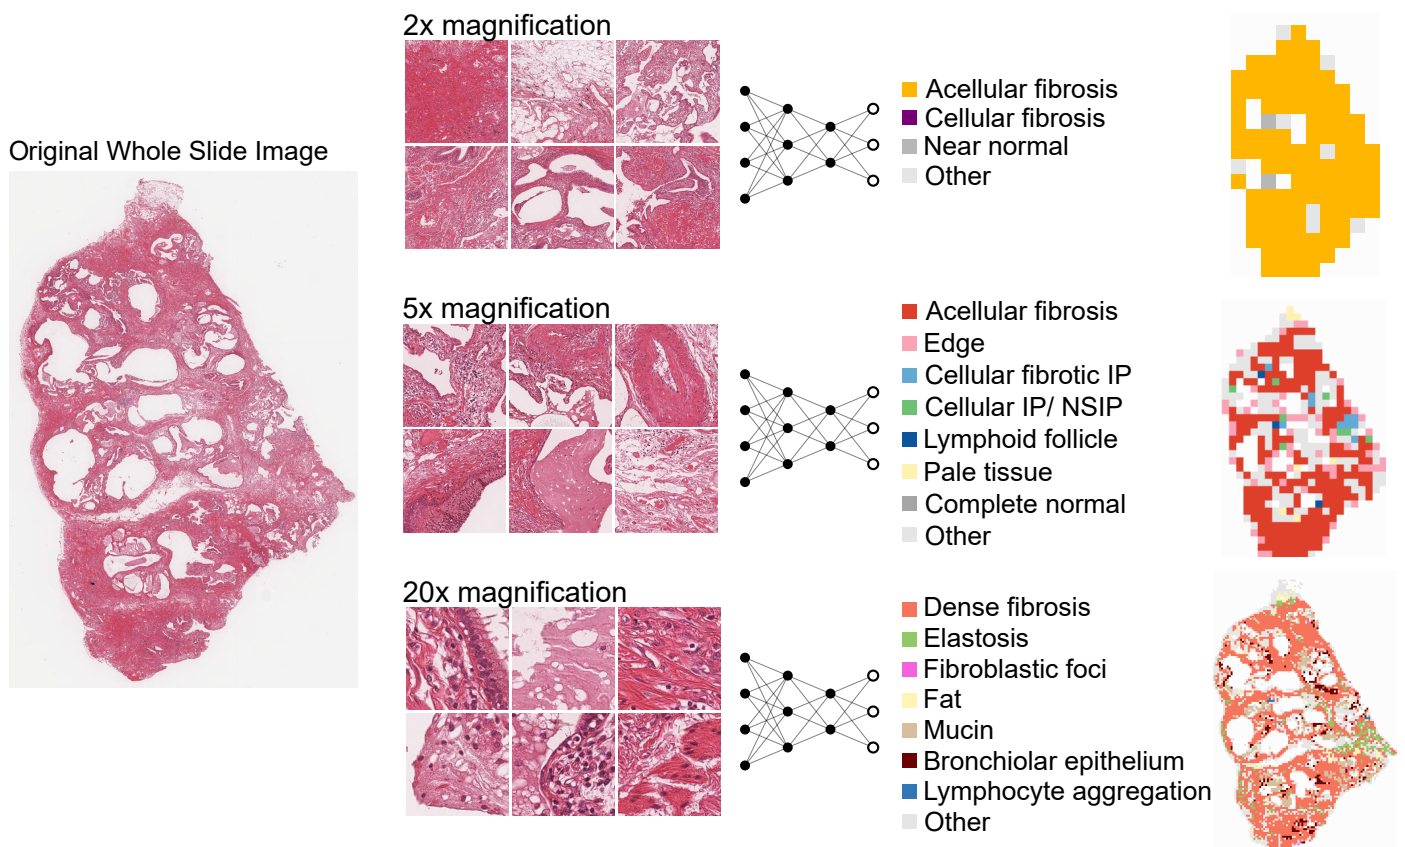 Original Whole Slide Image
2x magnification
Acellular fibrosis
Cellular fibrosis
Near normal
Other
5x magnification
Acellular fibrosis
Edge
Cellular fibrotic IP
Cellular IP/ NSIP
Lymphoid follicle
Pale tissue
Complete normal
Other
20x magnification
Dense fibrosis
Elastosis
Fibroblastic foci
Fat
Mucin
Bronchiolar epithelium
Lymphocyte aggregation
Other